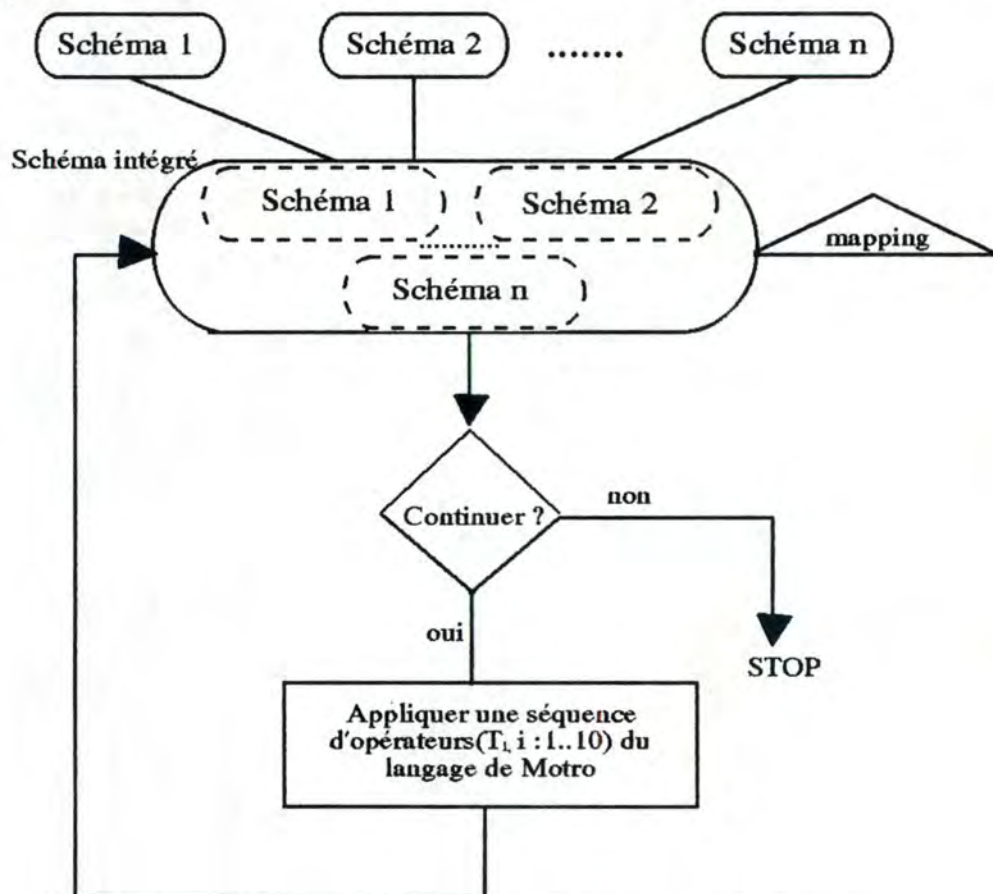 Schéma 1
Schéma 2
.......
Schéma n
Schéma intégré
Schéma 1
Schéma 2
Schéma n
mapping
Continuer ?
non
oui
STOP
Appliquer une séquence
d'opérateurs(T_i, i : 1..10) du
langage de Motro